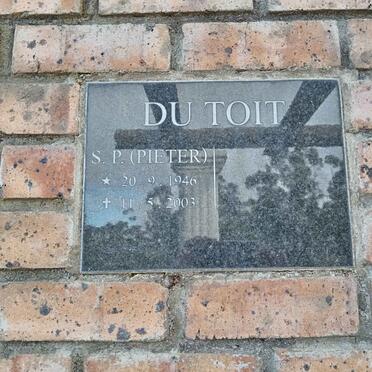 DU TOIT
S. P. (PIETER)
★ 20 · 9 · 1946
✝ 11 · 5 · 2003